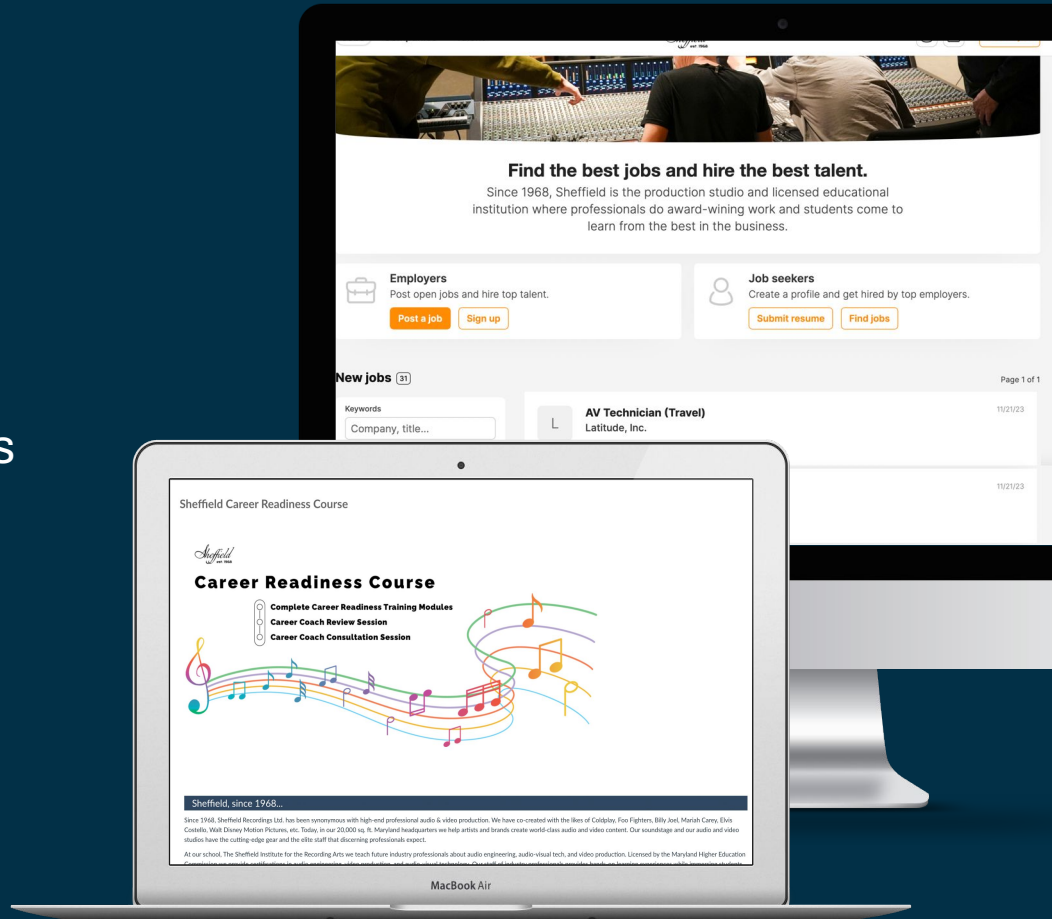 Sheffield
est 1968
Find the best jobs and hire the best talent.
Since 1968, Sheffield is the production studio and licensed educational
institution where professionals do award-wining work and students come to
learn from the best in the business.
Employers
Post open jobs and hire top talent.
Post a job
Sign up
Job seekers
Create a profile and get hired by top employers.
Submit resume
Find jobs
New jobs 31
Page 1 of 1
Keywords
Company, title...
L
AV Technician (Travel)
Latitude, Inc.
11/21/23
11/21/23
s
Sheffield Career Readiness Course
Sheffield
est 1968
Career Readiness Course
Complete Career Readiness Training Modules
Career Coach Review Session
Career Coach Consultation Session
Sheffield, since 1968...
Since 1968, Sheffield Recordings Ltd. has been synonymous with high-end professional audio & video production. We have co-created with the likes of Coldplay, Foo Fighters, Billy Joel, Mariah Carey, Elvis
Costello, Walt Disney Motion Pictures, etc. Today, in our 20,000 sq. ft. Maryland headquarters we help artists and brands create world-class audio and video content. Our soundstage and our audio and video
studios have the cutting-edge gear and the elite staff that discerning professionals expect.
At our school, The Sheffield Institute for the Recording Arts we teach future industry professionals about audio engineering, audio-visual tech, and video production. Licensed by the Maryland Higher Education
MacBook Air